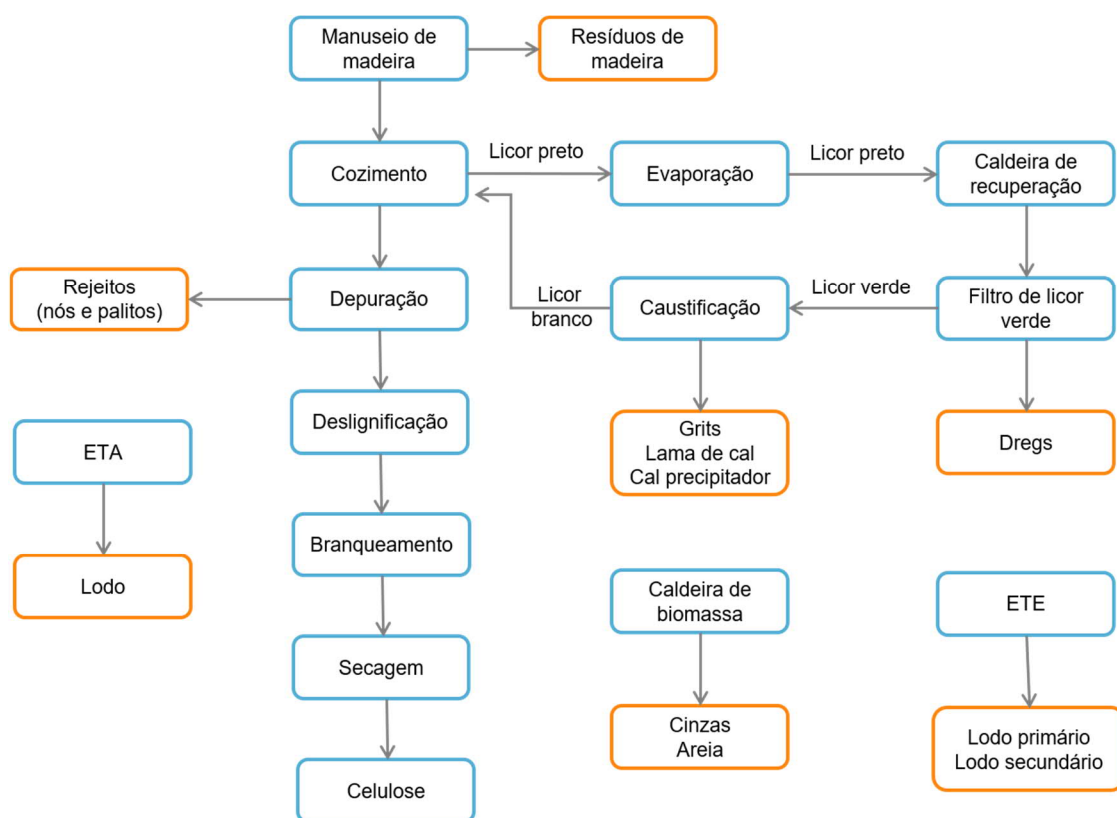 Manuseio de
madeira
Resíduos de
madeira
Cozimento
Licor preto
Evaporação
Licor preto
Caldeira de
recuperação
Rejeitos
(nós e palitos)
Depuração
Licor
branco
Caustificação
Licor verde
Filtro de licor
verde
Deslignificação
Grits
Lama de cal
Cal precipitador
Dregs
ETA
Lodo
Branqueamento
Caldeira de
biomassa
ETE
Secagem
Cinzas
Areia
Lodo primário
Lodo secundário
Celulose